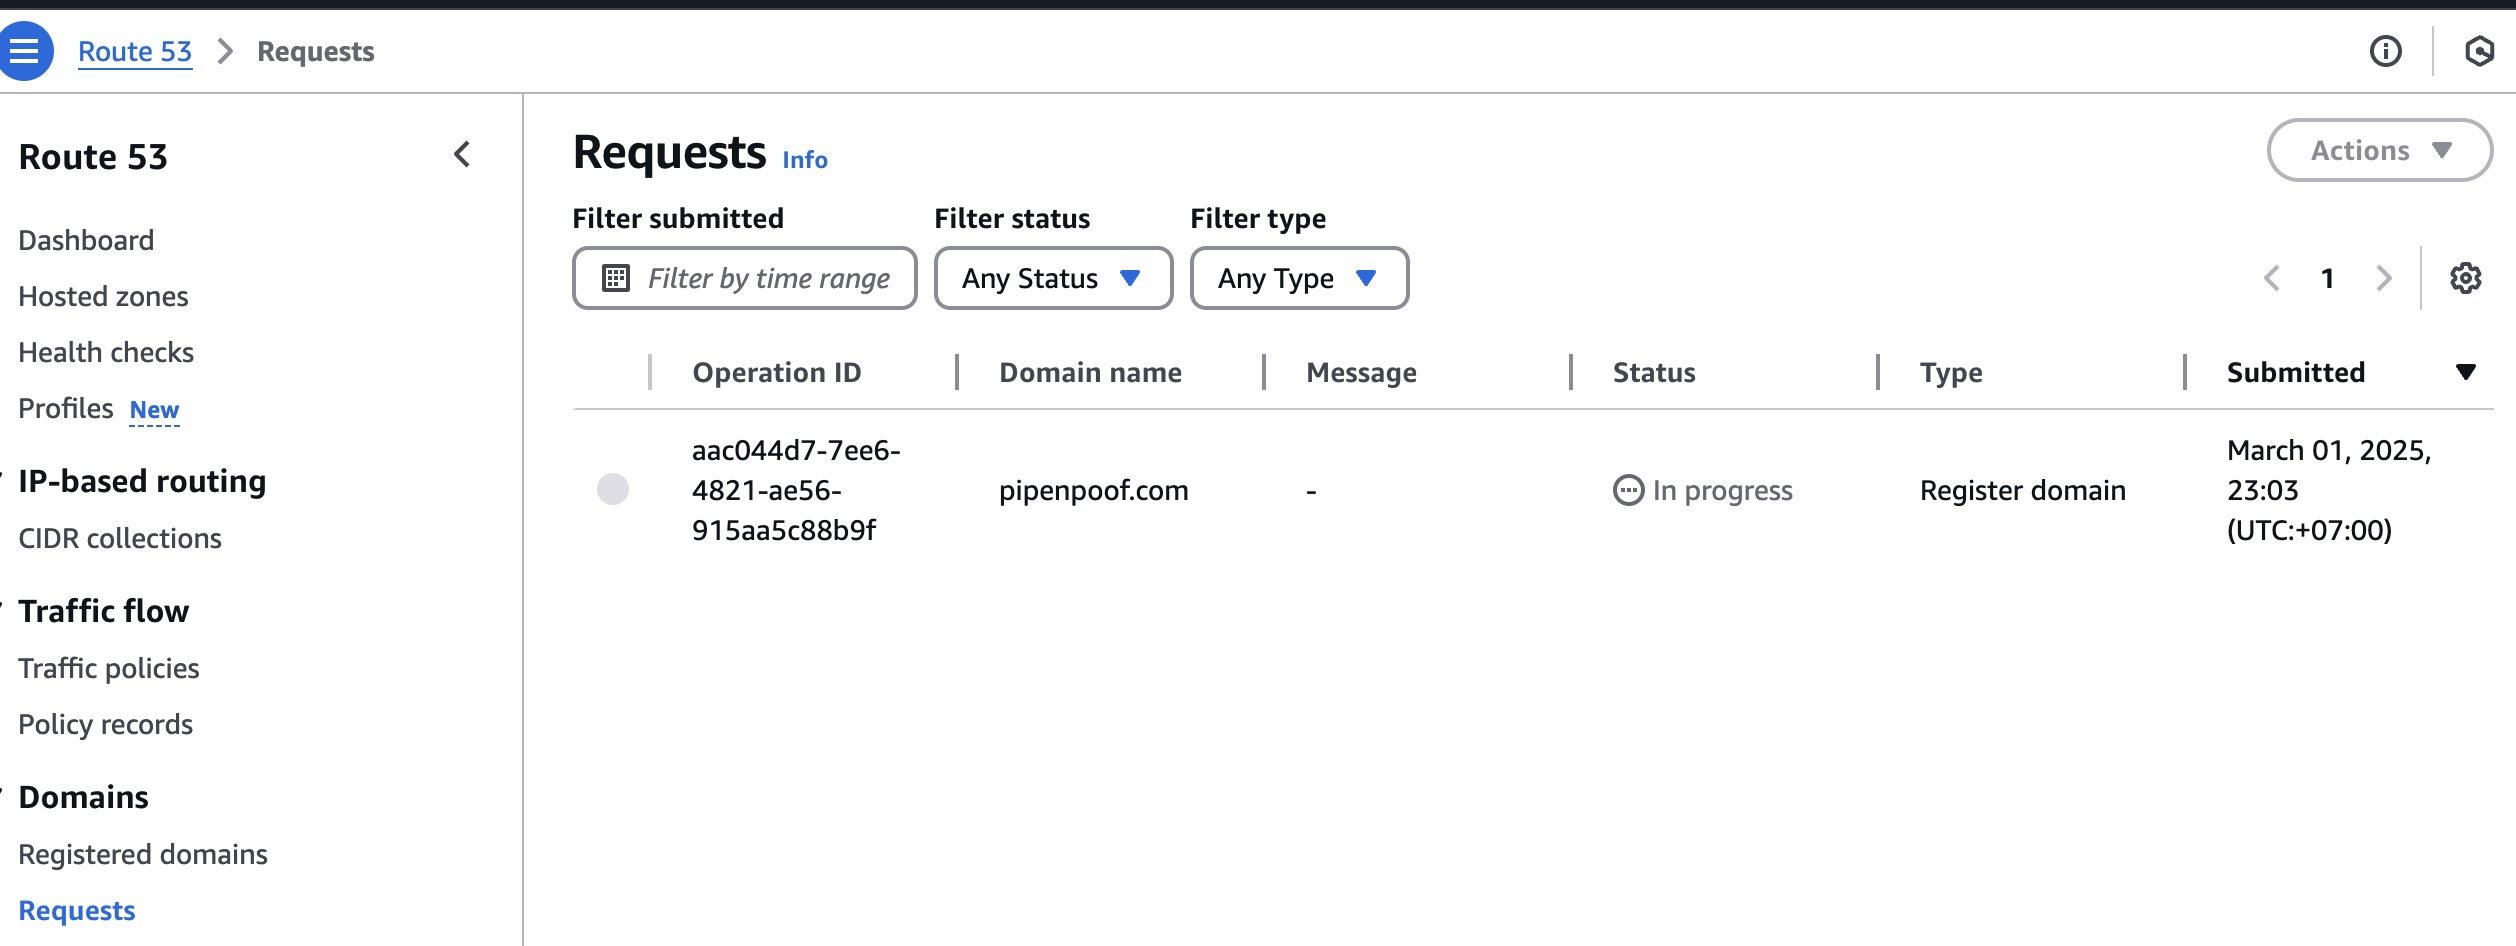 Route 53 > Requests
Route 53
Dashboard
Hosted zones
Health checks
Profiles New
IP-based routing
CIDR collections
Traffic flow
Traffic policies
Policy records
Domains
Registered domains
Requests
Requests Info
Actions
Filter submitted Filter status Filter type
Filter by time range Any Status Any Type
1
Operation ID Domain name Message Status Type Submitted
aac044d7-7ee6-
4821-ae56-
915aa5c88b9f
pipenpoof.com
-
In progress
Register domain
March 01, 2025,
23:03
(UTC:+07:00)